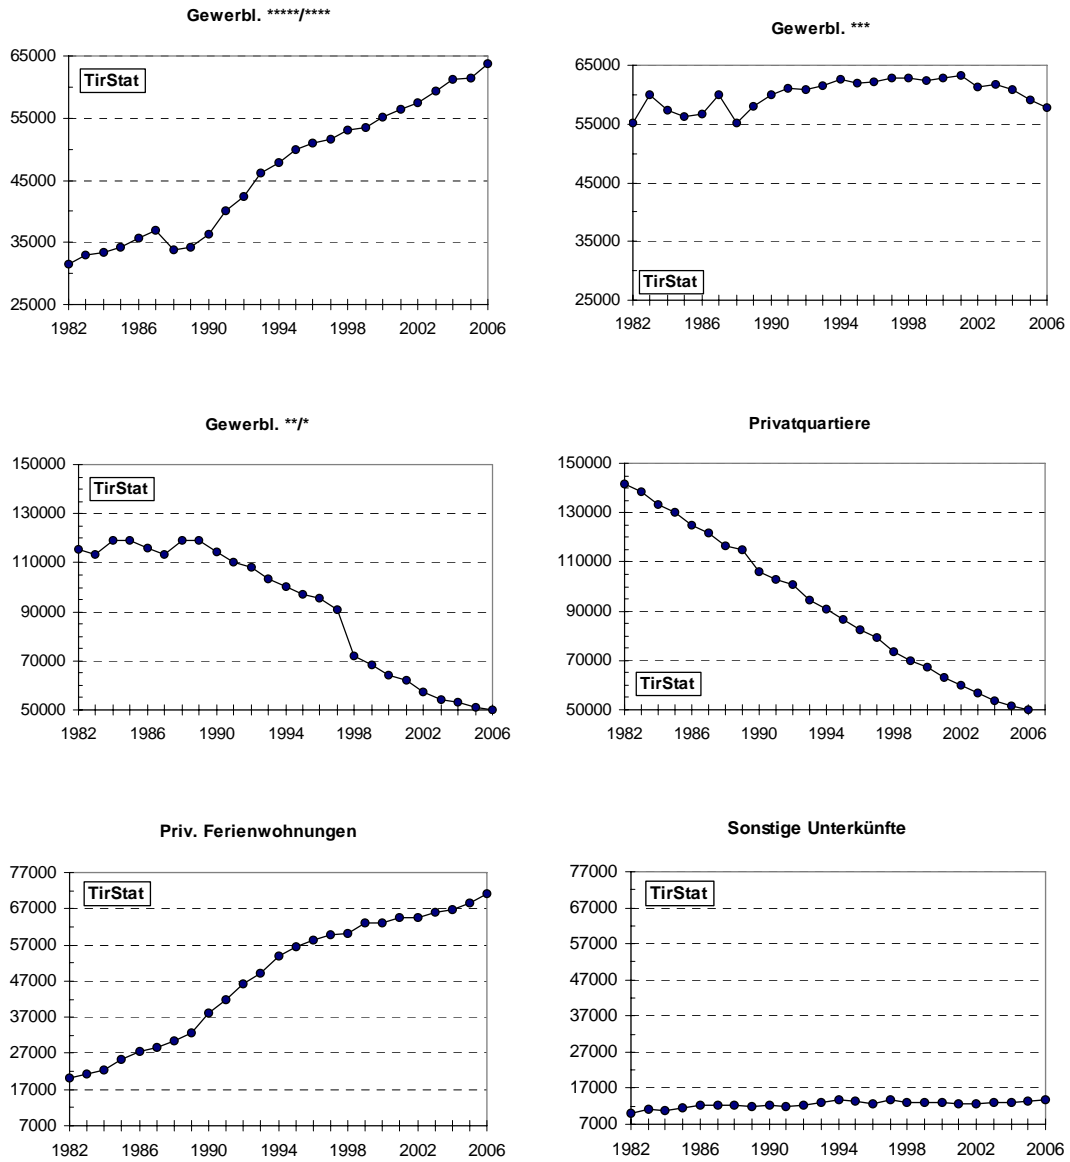 Gewerbl. *****/****
65000
55000
45000
35000
25000
TirStat
1982 1986 1990 1994 1998 2002 2006
Gewerbl. ***
65000
55000
45000
35000
25000
TirStat
1982 1986 1990 1994 1998 2002 2006
Gewerbl. **/*
150000
130000
110000
90000
70000
50000
TirStat
1982 1986 1990 1994 1998 2002 2006
Privatquartiere
150000
130000
110000
90000
70000
50000
TirStat
1982 1986 1990 1994 1998 2002 2006
Priv. Ferienwohnungen
77000
67000
57000
47000
37000
27000
17000
7000
TirStat
1982 1986 1990 1994 1998 2002 2006
Sonstige Unterkünfte
77000
67000
57000
47000
37000
27000
17000
7000
TirStat
1982 1986 1990 1994 1998 2002 2006